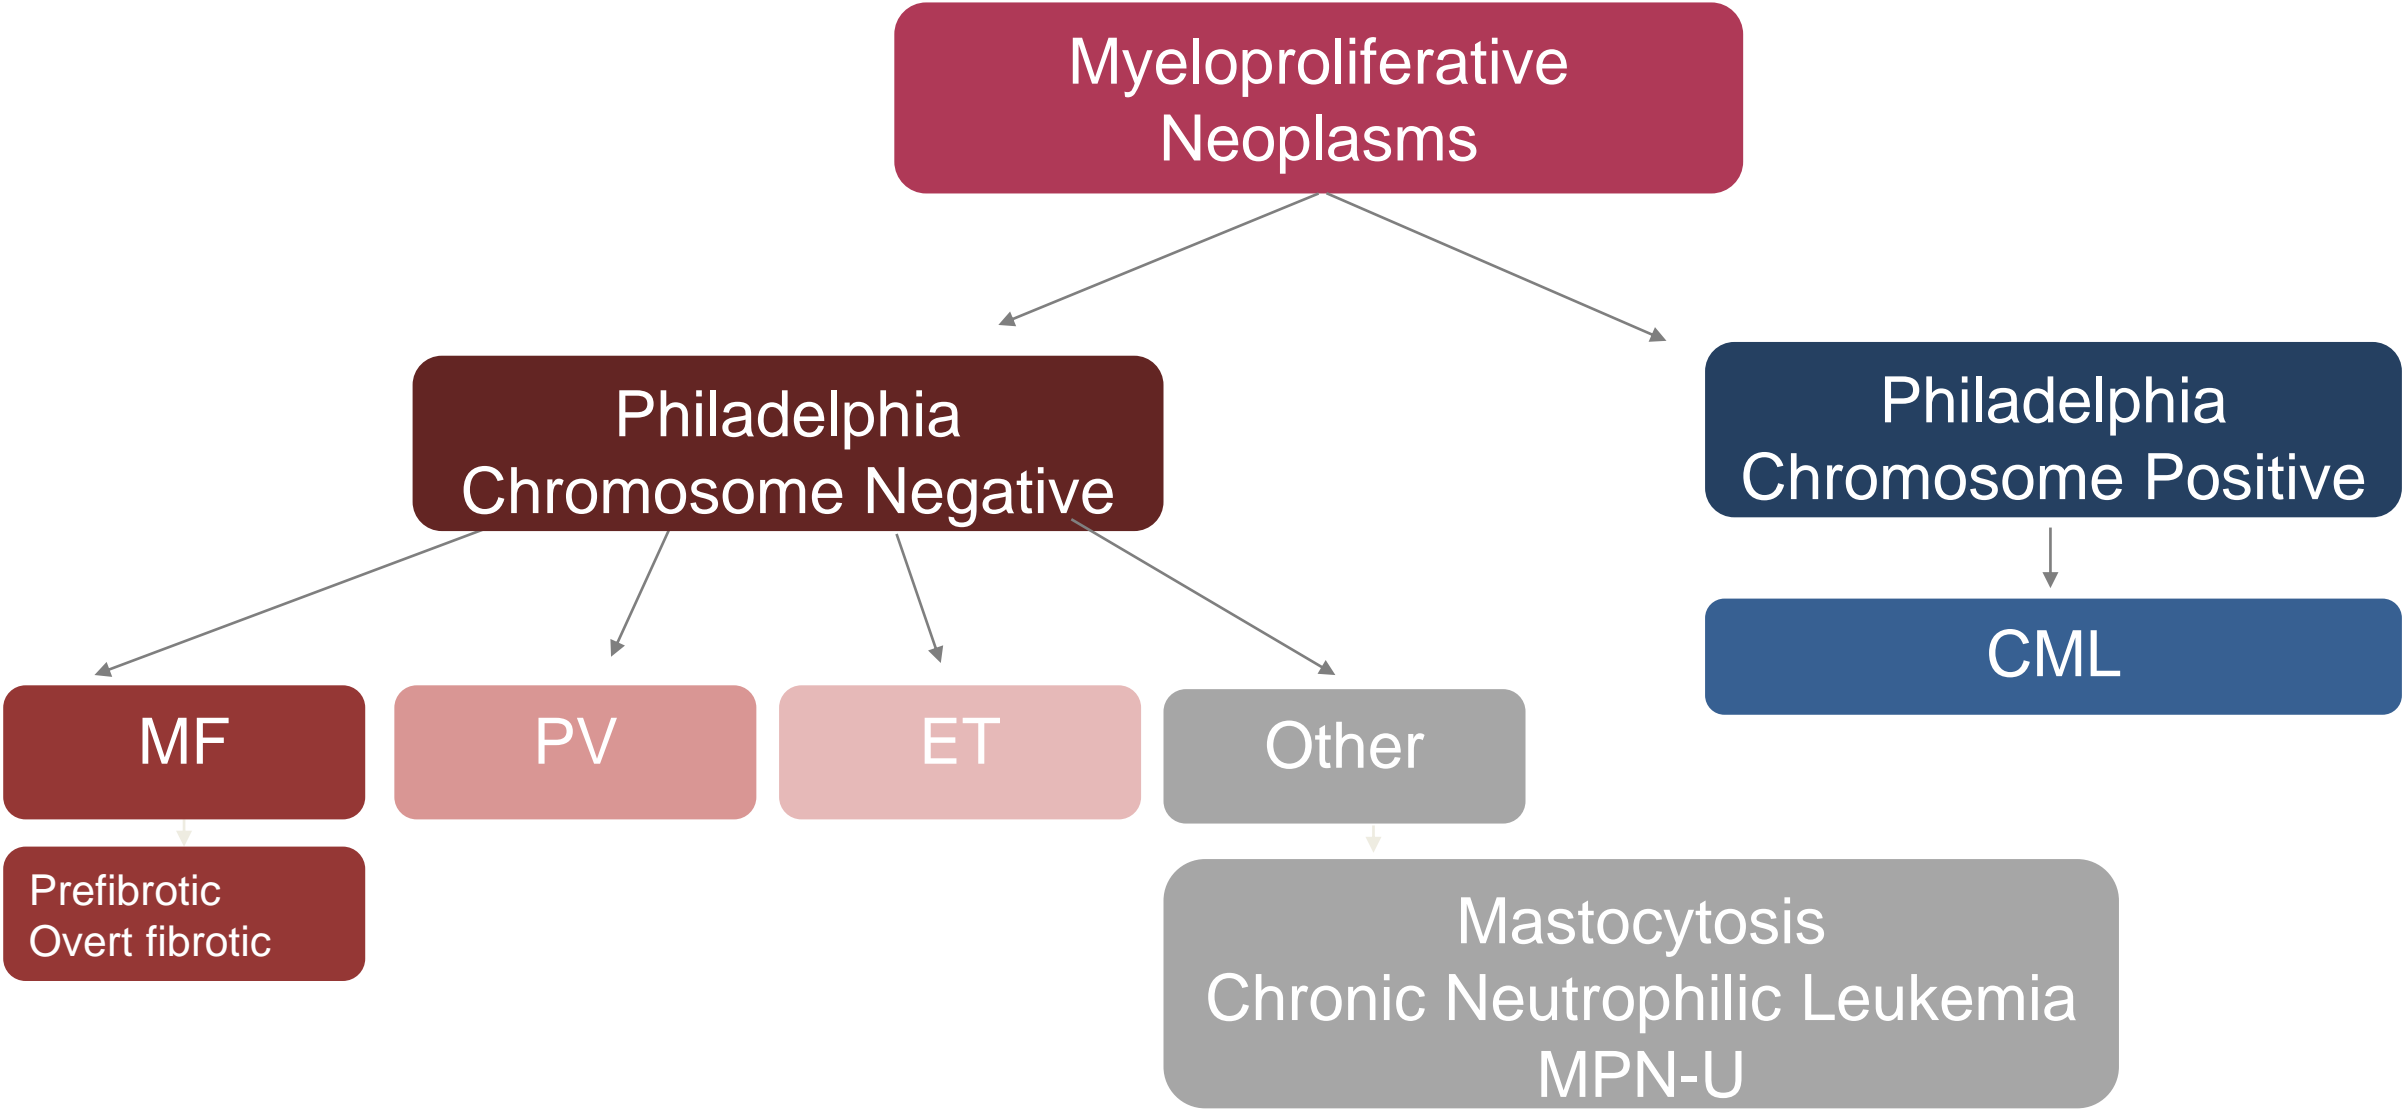 Myeloproliferative
Neoplasms
Philadelphia
Chromosome Negative
Philadelphia
Chromosome Positive
CML
MF
PV
ET
Other
Prefibrotic
Overt fibrotic
Mastocytosis
Chronic Neutrophilic Leukemia
MPN-U